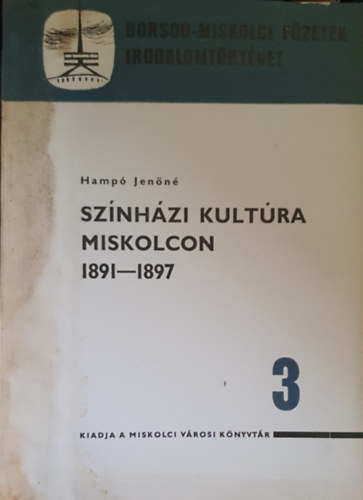 BORSOD-MISKOLCI FÜZETEK
IRODALOMTÖRTÉNET
Hampó Jenőné
SZÍNHÁZI KULTÚRA
MISKOLCON
1891—1897
3
KIADJA A MISKOLCI VÁROSI KÖNYVTÁR